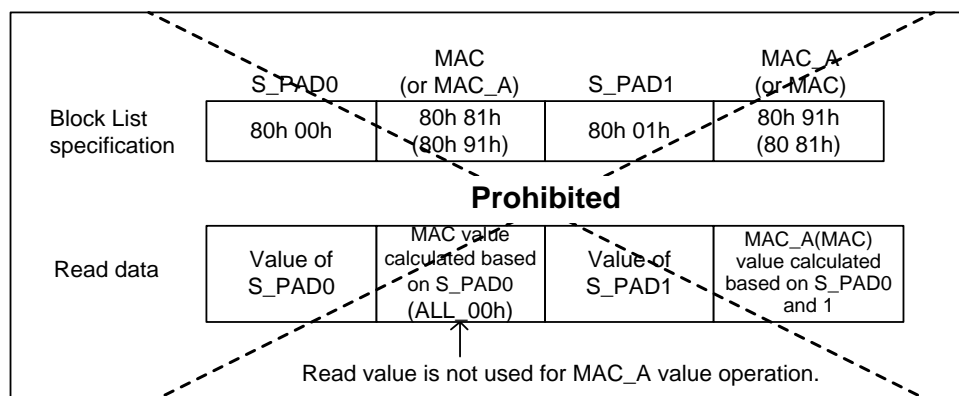 S_PAD0
MAC
(or MAC_A)
S_PAD1
MAC_A
(or MAC)
Block List
specification
80h 00h
80h 81h
(80h 91h)
80h 01h
80h 91h
(80 81h)
Prohibited
Read data
Value of
S_PAD0
MAC value
calculated based
on S_PAD0
(ALL_00h)
Value of
S_PAD1
MAC_A(MAC)
value calculated
based on S_PAD0
and 1
Read value is not used for MAC_A value operation.